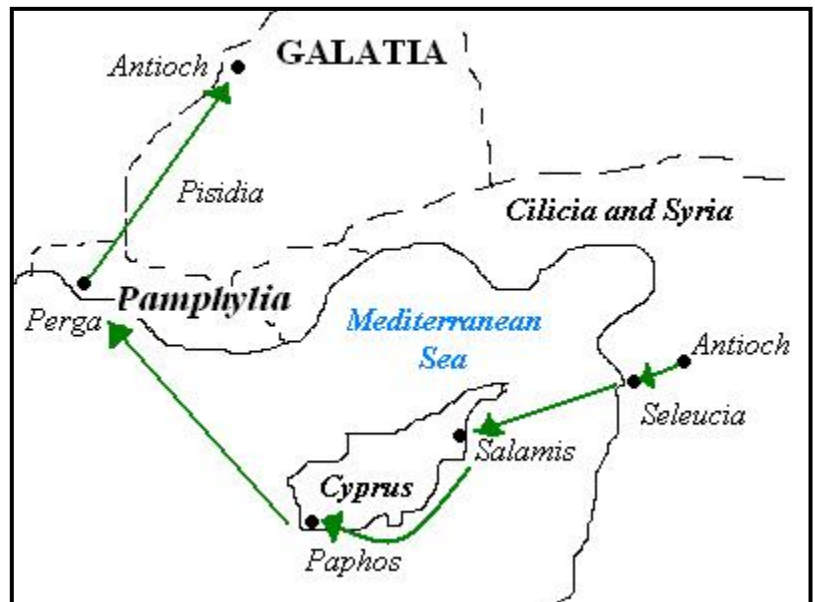 GALATIA
Antioch
Pisidia
Cilicia and Syria
Pamphylia
Perga
Mediterranean
Sea
Antioch
Seleucia
Salamis
Cyprus
Paphos